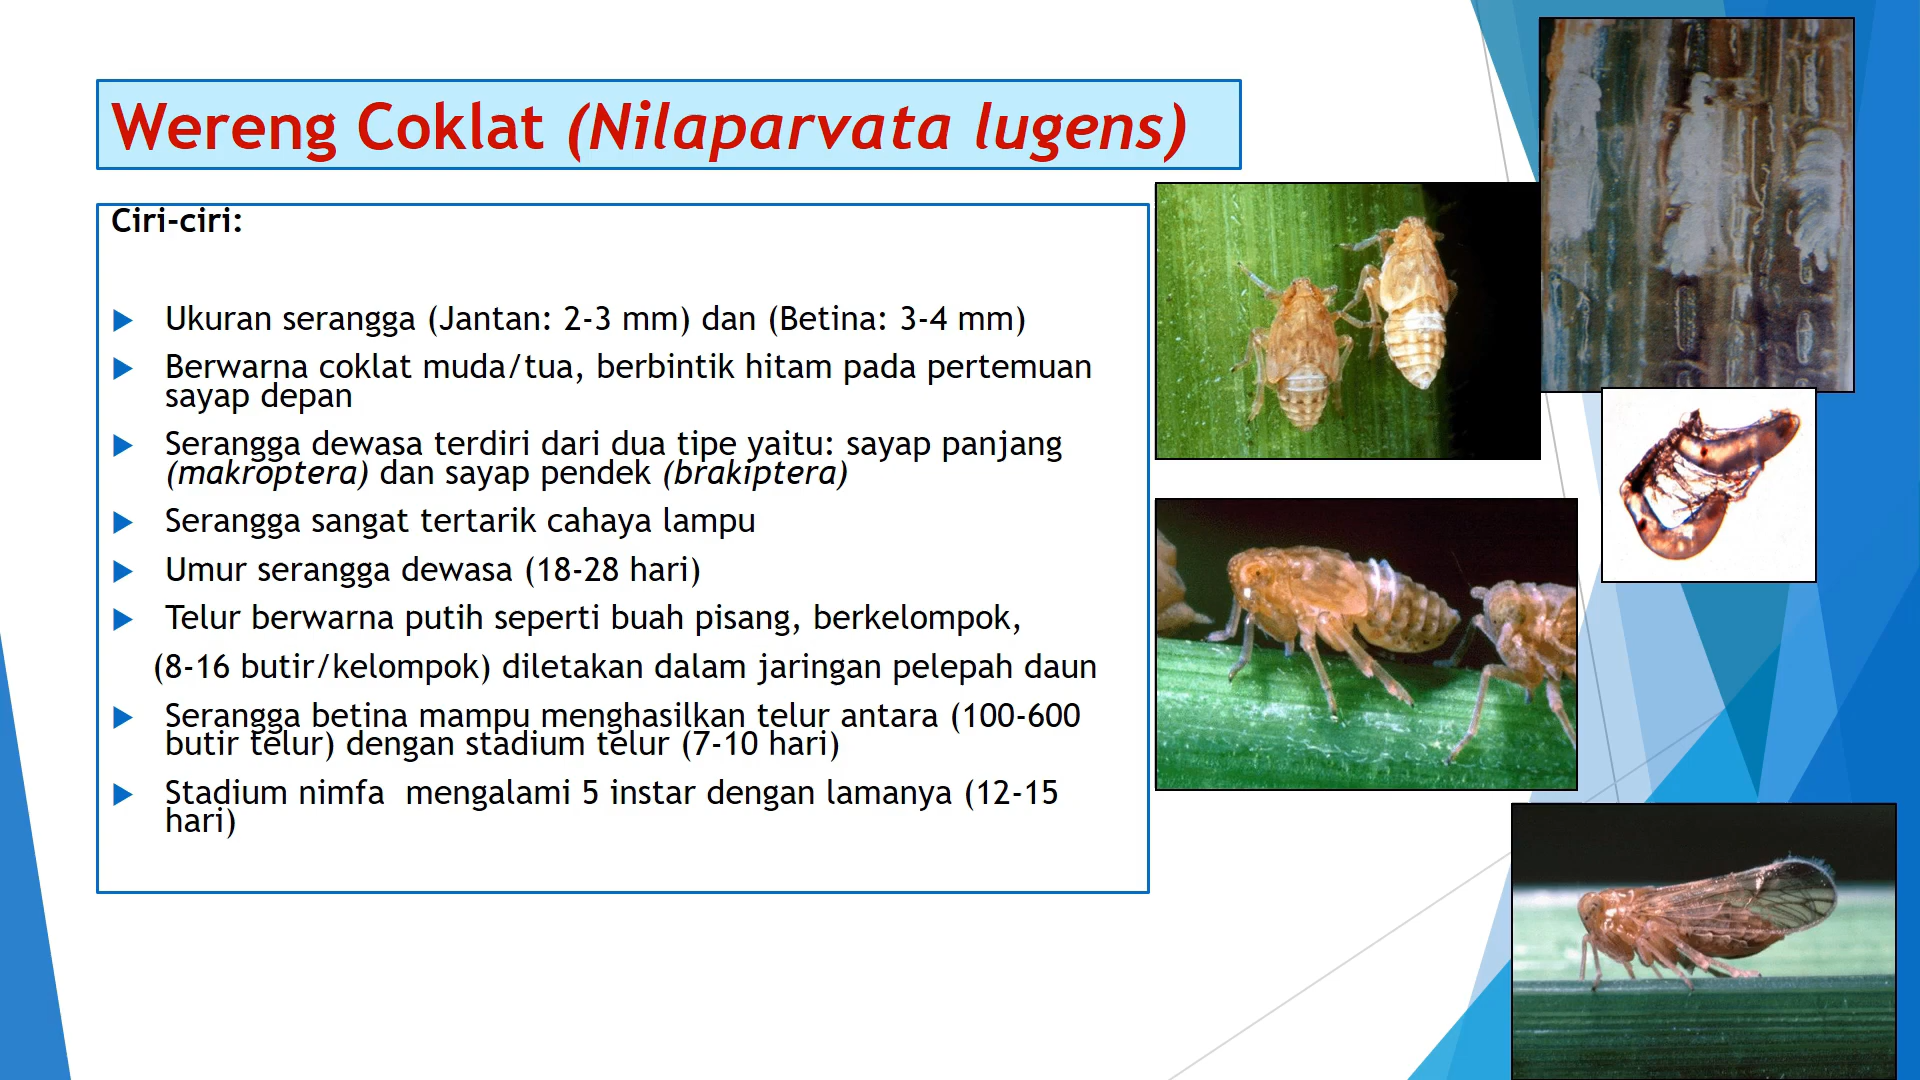 Wereng Coklat (Nilaparvata lugens)
Ciri-ciri:
Ukuran serangga (Jantan: 2-3 mm) dan (Betina: 3-4 mm)
Berwarna coklat muda/tua, berbintik hitam pada pertemuan
sayap depan
Serangga dewasa terdiri dari dua tipe yaitu: sayap panjang
(makroptera) dan sayap pendek (brakiptera)
Serangga sangat tertarik cahaya lampu
Umur serangga dewasa (18-28 hari)
Telur berwarna putih seperti buah pisang, berkelompok,
(8-16 butir/kelompok) diletakan dalam jaringan pelepah daun
Serangga betina mampu menghasilkan telur antara (100-600
butir telur) dengan stadium telur (7-10 hari)
Stadium nimfa  mengalami 5 instar dengan lamanya (12-15
hari)